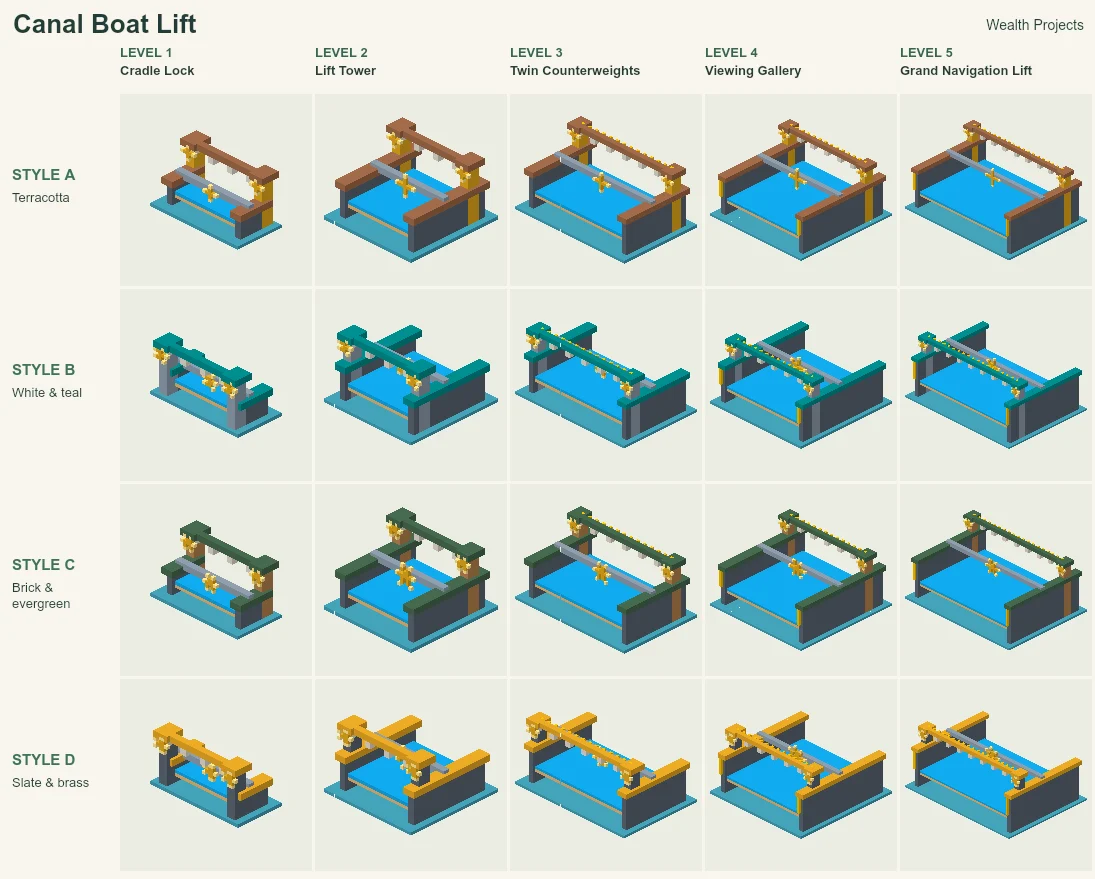 Canal Boat Lift
Wealth Projects
LEVEL 1
Cradle Lock
LEVEL 2
Lift Tower
LEVEL 3
Twin Counterweights
LEVEL 4
Viewing Gallery
LEVEL 5
Grand Navigation Lift
STYLE A
Terracotta
STYLE B
White & teal
STYLE C
Brick &
evergreen
STYLE D
Slate & brass